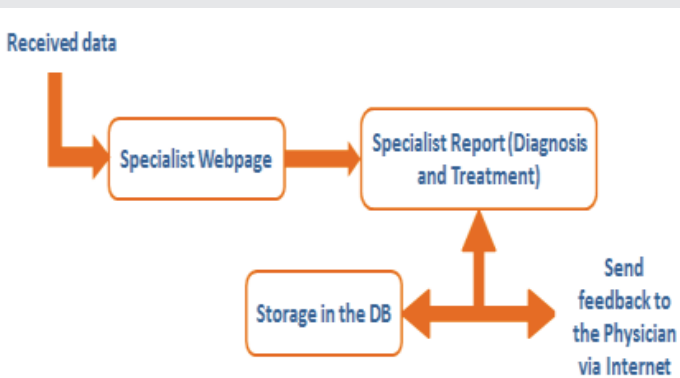 Received data
Specialist Webpage
Specialist Report (Diagnosis
and Treatment)
Storage in the DB
Send
feedback to
the Physician
via Internet